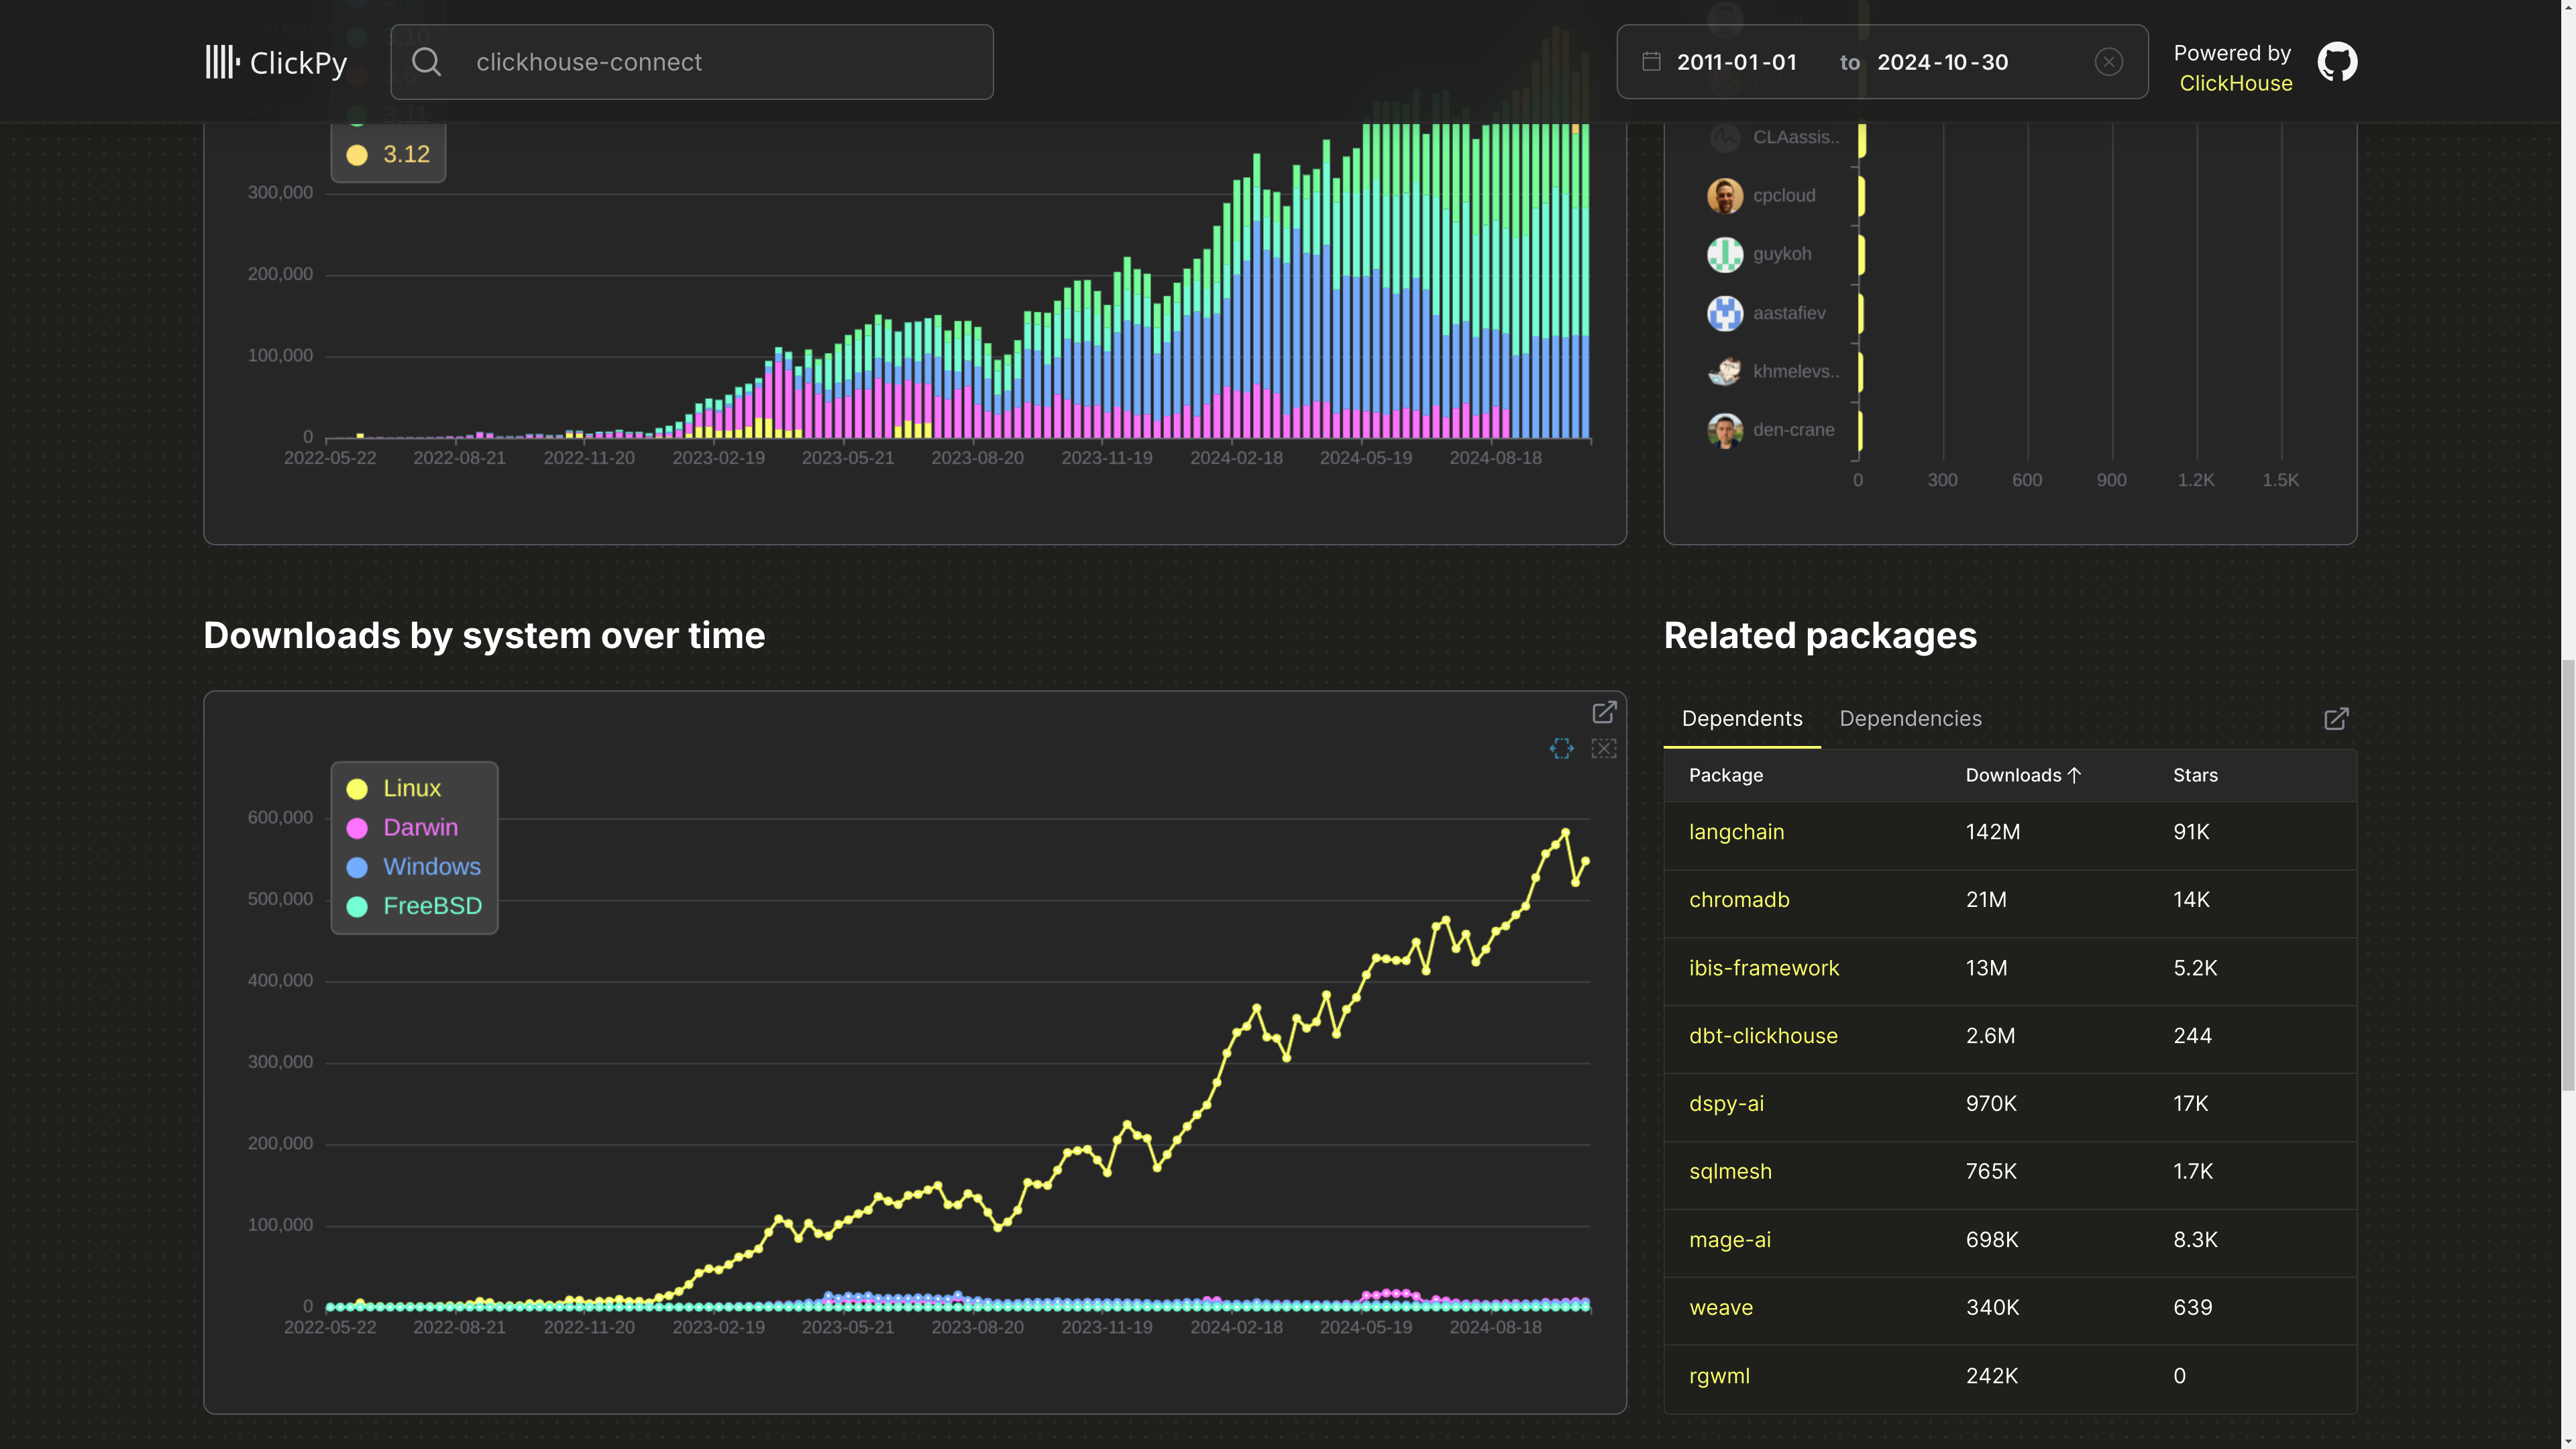 ClickPy
clickhouse-connect
2011-01-01 to 2024-10-30
Powered by
ClickHouse
3.10
3.11
3.12
300,000
200,000
100,000
0
2022-05-22 2022-08-21 2022-11-20 2023-02-19 2023-05-21 2023-08-20 2023-11-19 2024-02-18 2024-05-19 2024-08-18
CLAassis..
cpcloud
guykoh
aastafiev
khmelevs..
den-crane
0 300 600 900 1.2K 1.5K
Downloads by system over time
Linux
Darwin
Windows
FreeBSD
600,000
500,000
400,000
300,000
200,000
100,000
0
2022-05-22 2022-08-21 2022-11-20 2023-02-19 2023-05-21 2023-08-20 2023-11-19 2024-02-18 2024-05-19 2024-08-18
Related packages
Dependents Dependencies
Package Downloads Stars
langchain 142M 91K
chromadb 21M 14K
ibis-framework 13M 5.2K
dbt-clickhouse 2.6M 244
dspy-ai 970K 17K
sqlmesh 765K 1.7K
mage-ai 698K 8.3K
weave 340K 639
rgwml 242K 0